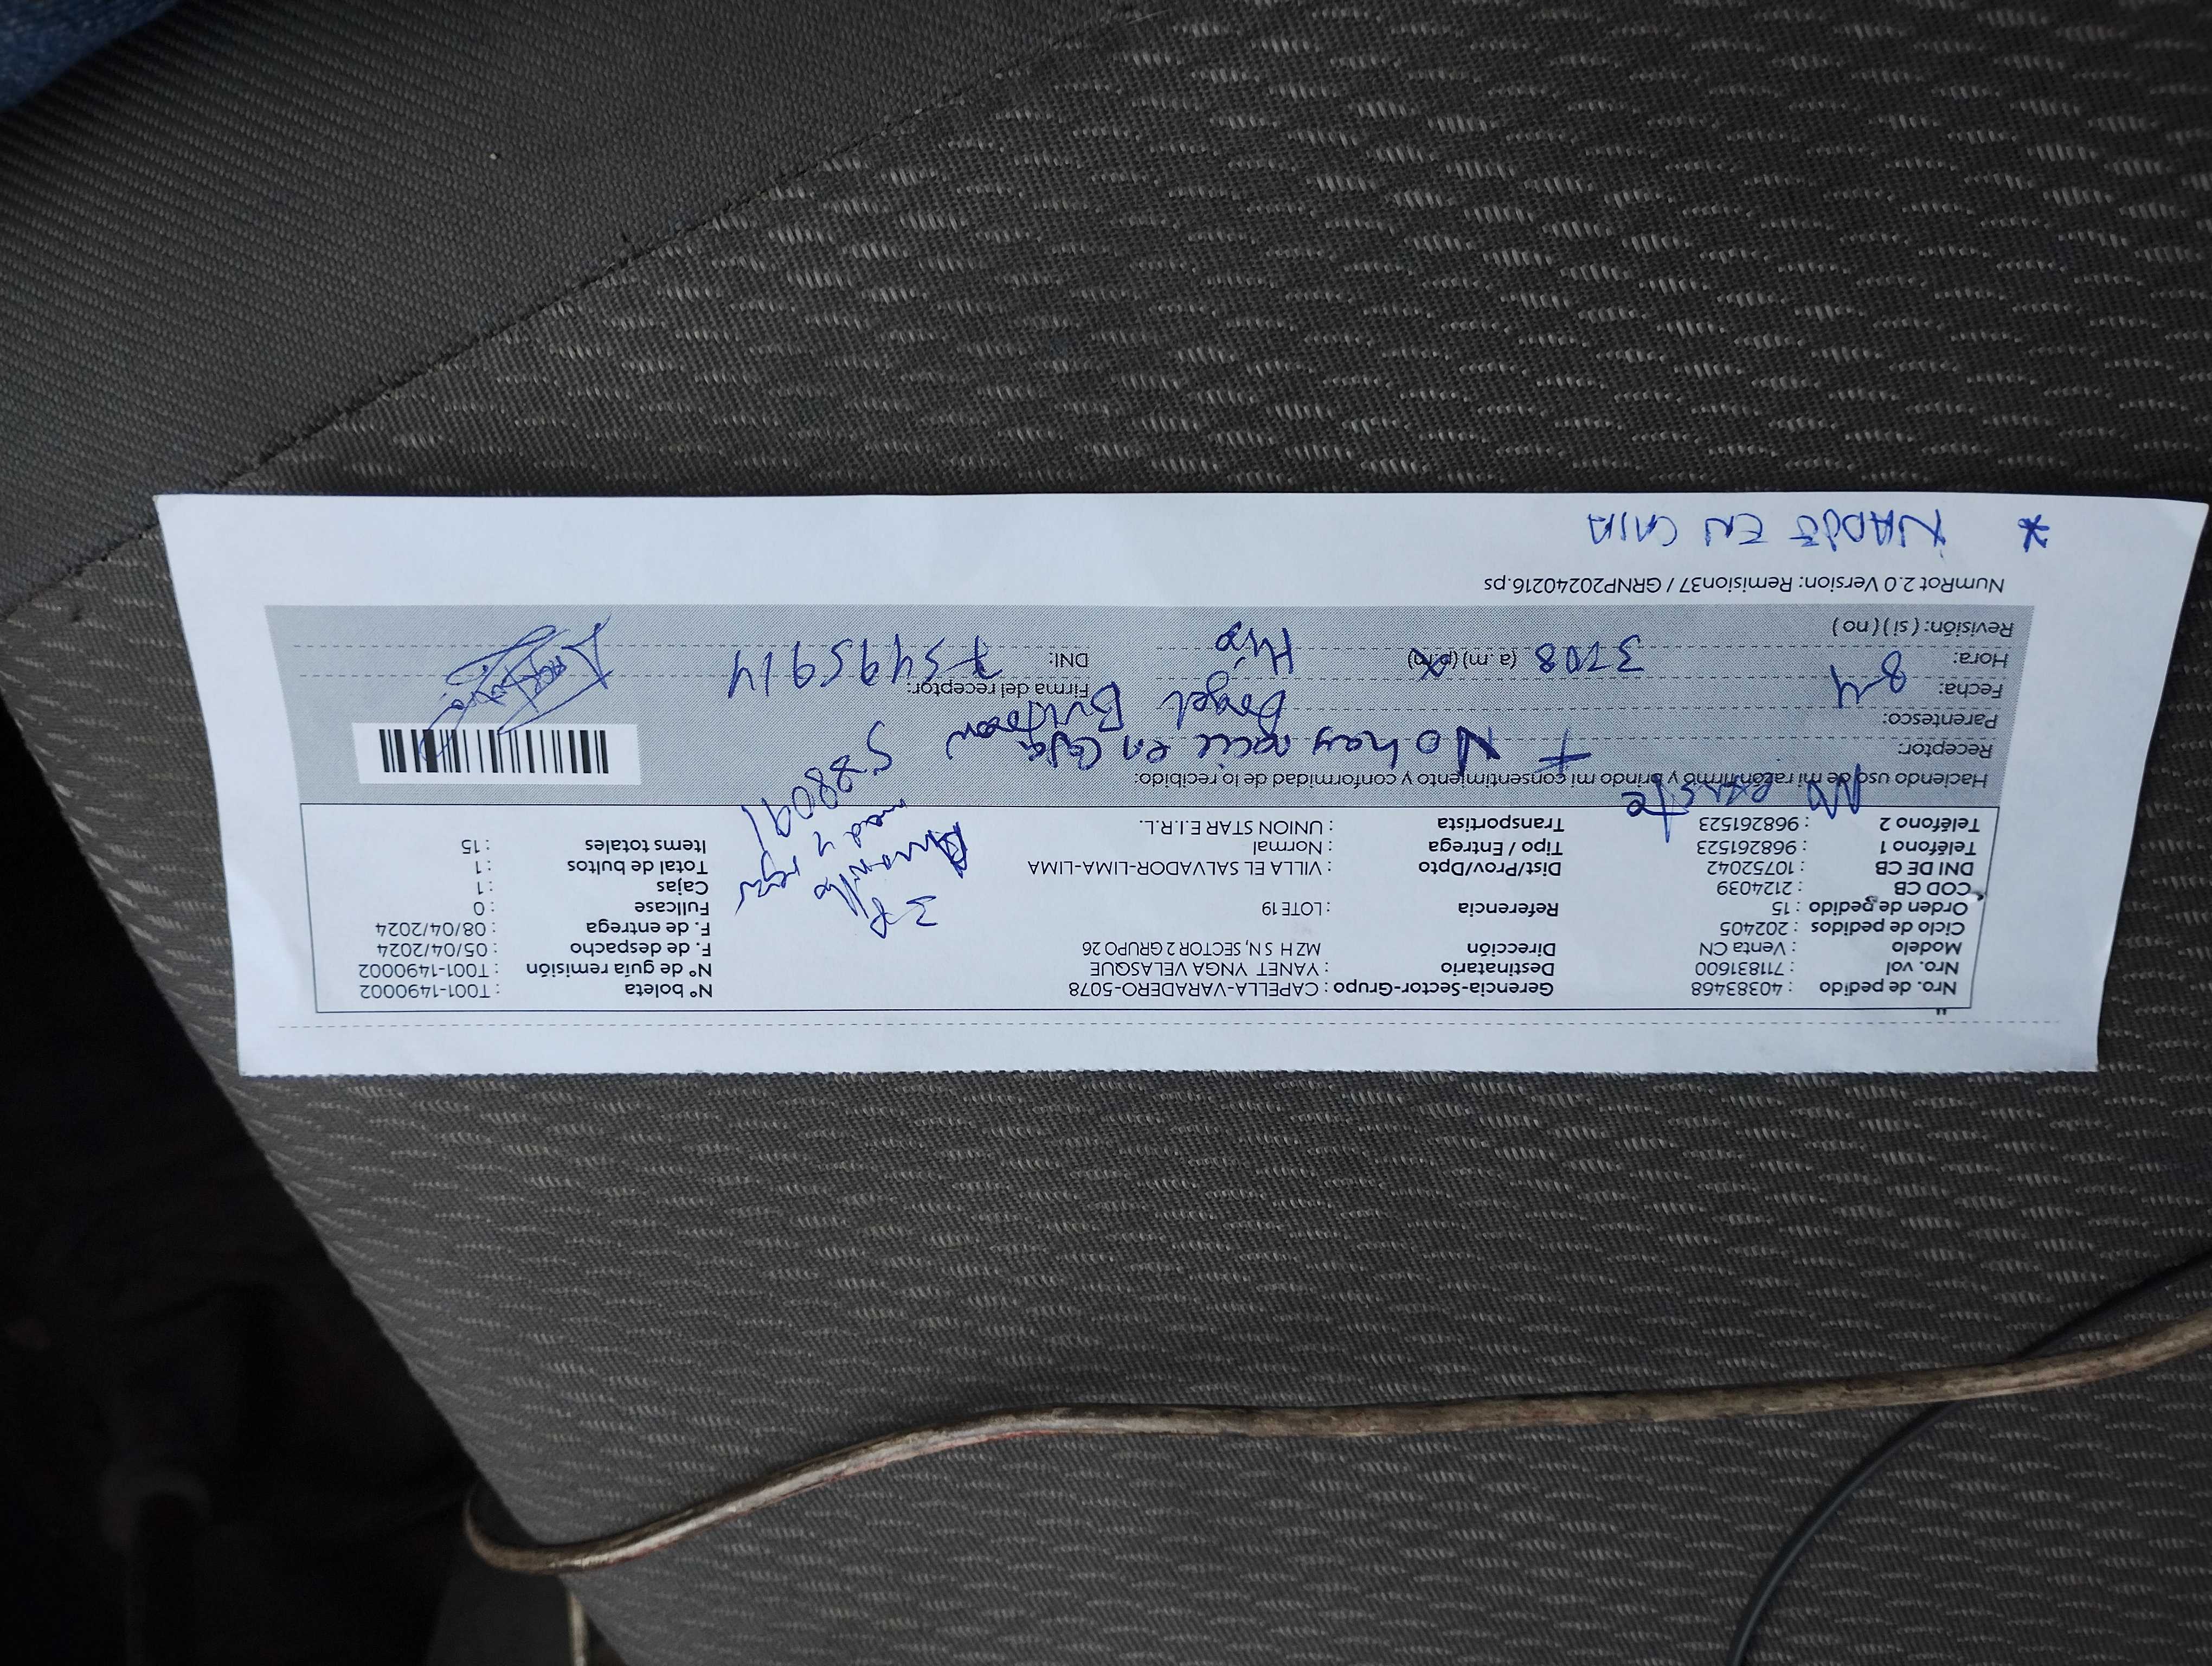 Nro. de pedido : 40383468 Gerencia-Sector-Grupo : CAPELLA-VARADERO-5078 N° boleta : T001-1490002
Nro. vol : 711831600 Destinatario : YANET YNGA VELASQUE N° de guía remisión : T001-1490002
Modelo : Venta CN Dirección MZ H S N, SECTOR 2 GRUPO 26 F. de despacho : 05/04/2024
Ciclo de pedidos : 202405 F. de entrega : 08/04/2024
Orden de pedido : 15 Referencia : LOTE 19 Fullcase : 0
COD CB : 2124039 Cajas : 1
DNI DE CB : 10752042 Dist/Prov/Dpto : VILLA EL SALVADOR-LIMA-LIMA Total de bultos : 1
Teléfono 1 : 968261523 Tipo / Entrega : Normal Items totales : 15
Teléfono 2 : 968261523 Transportista : UNION STAR E.I.R.L.
3P
588091
No existe
Haciendo uso de mi raciónfirmo y brindo mi consentimiento y conformidad de lo recibido:
Receptor: No hay nadie en casa
Parentesco:
Fecha: 8-4 Firma del receptor:
Hora: 3:08 (a.m) (p.m) Hijo DNI: 75495914
Revisión: ( si ) ( no )
NumRot 2.0 Version: Remision37 / GRNP20240216.ps
* NADIE EN CASA